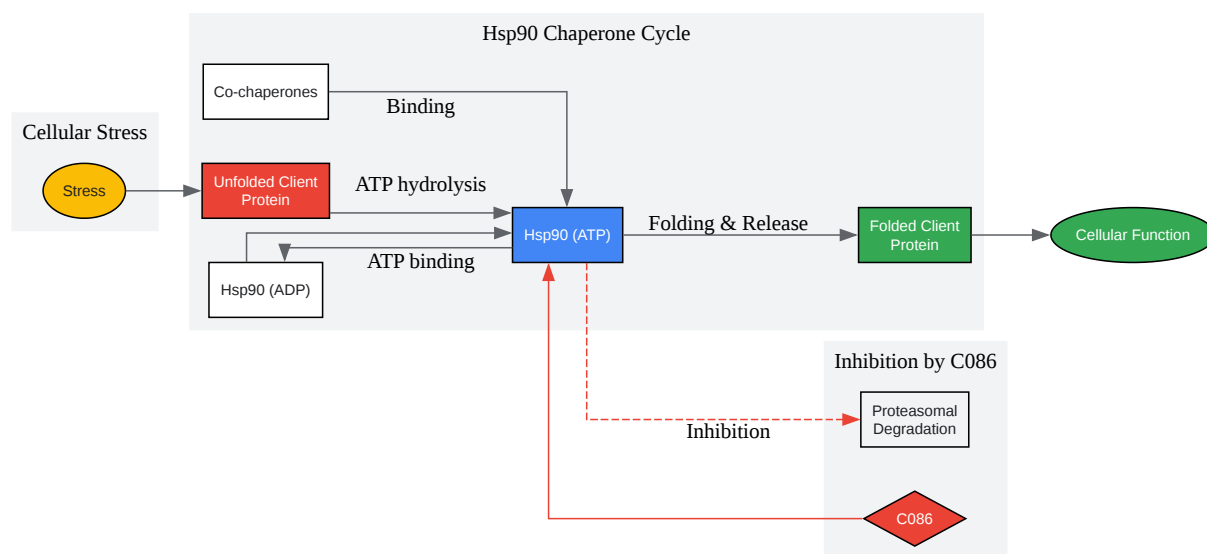 Hsp90 Chaperone Cycle
Co-chaperones
Binding
Cellular Stress
Stress
Unfolded Client
Protein
ATP hydrolysis
Hsp90 (ATP)
Folding & Release
Folded Client
Protein
Cellular Function
ATP binding
Hsp90 (ADP)
Inhibition by C086
Proteasomal
Degradation
Inhibition
C086